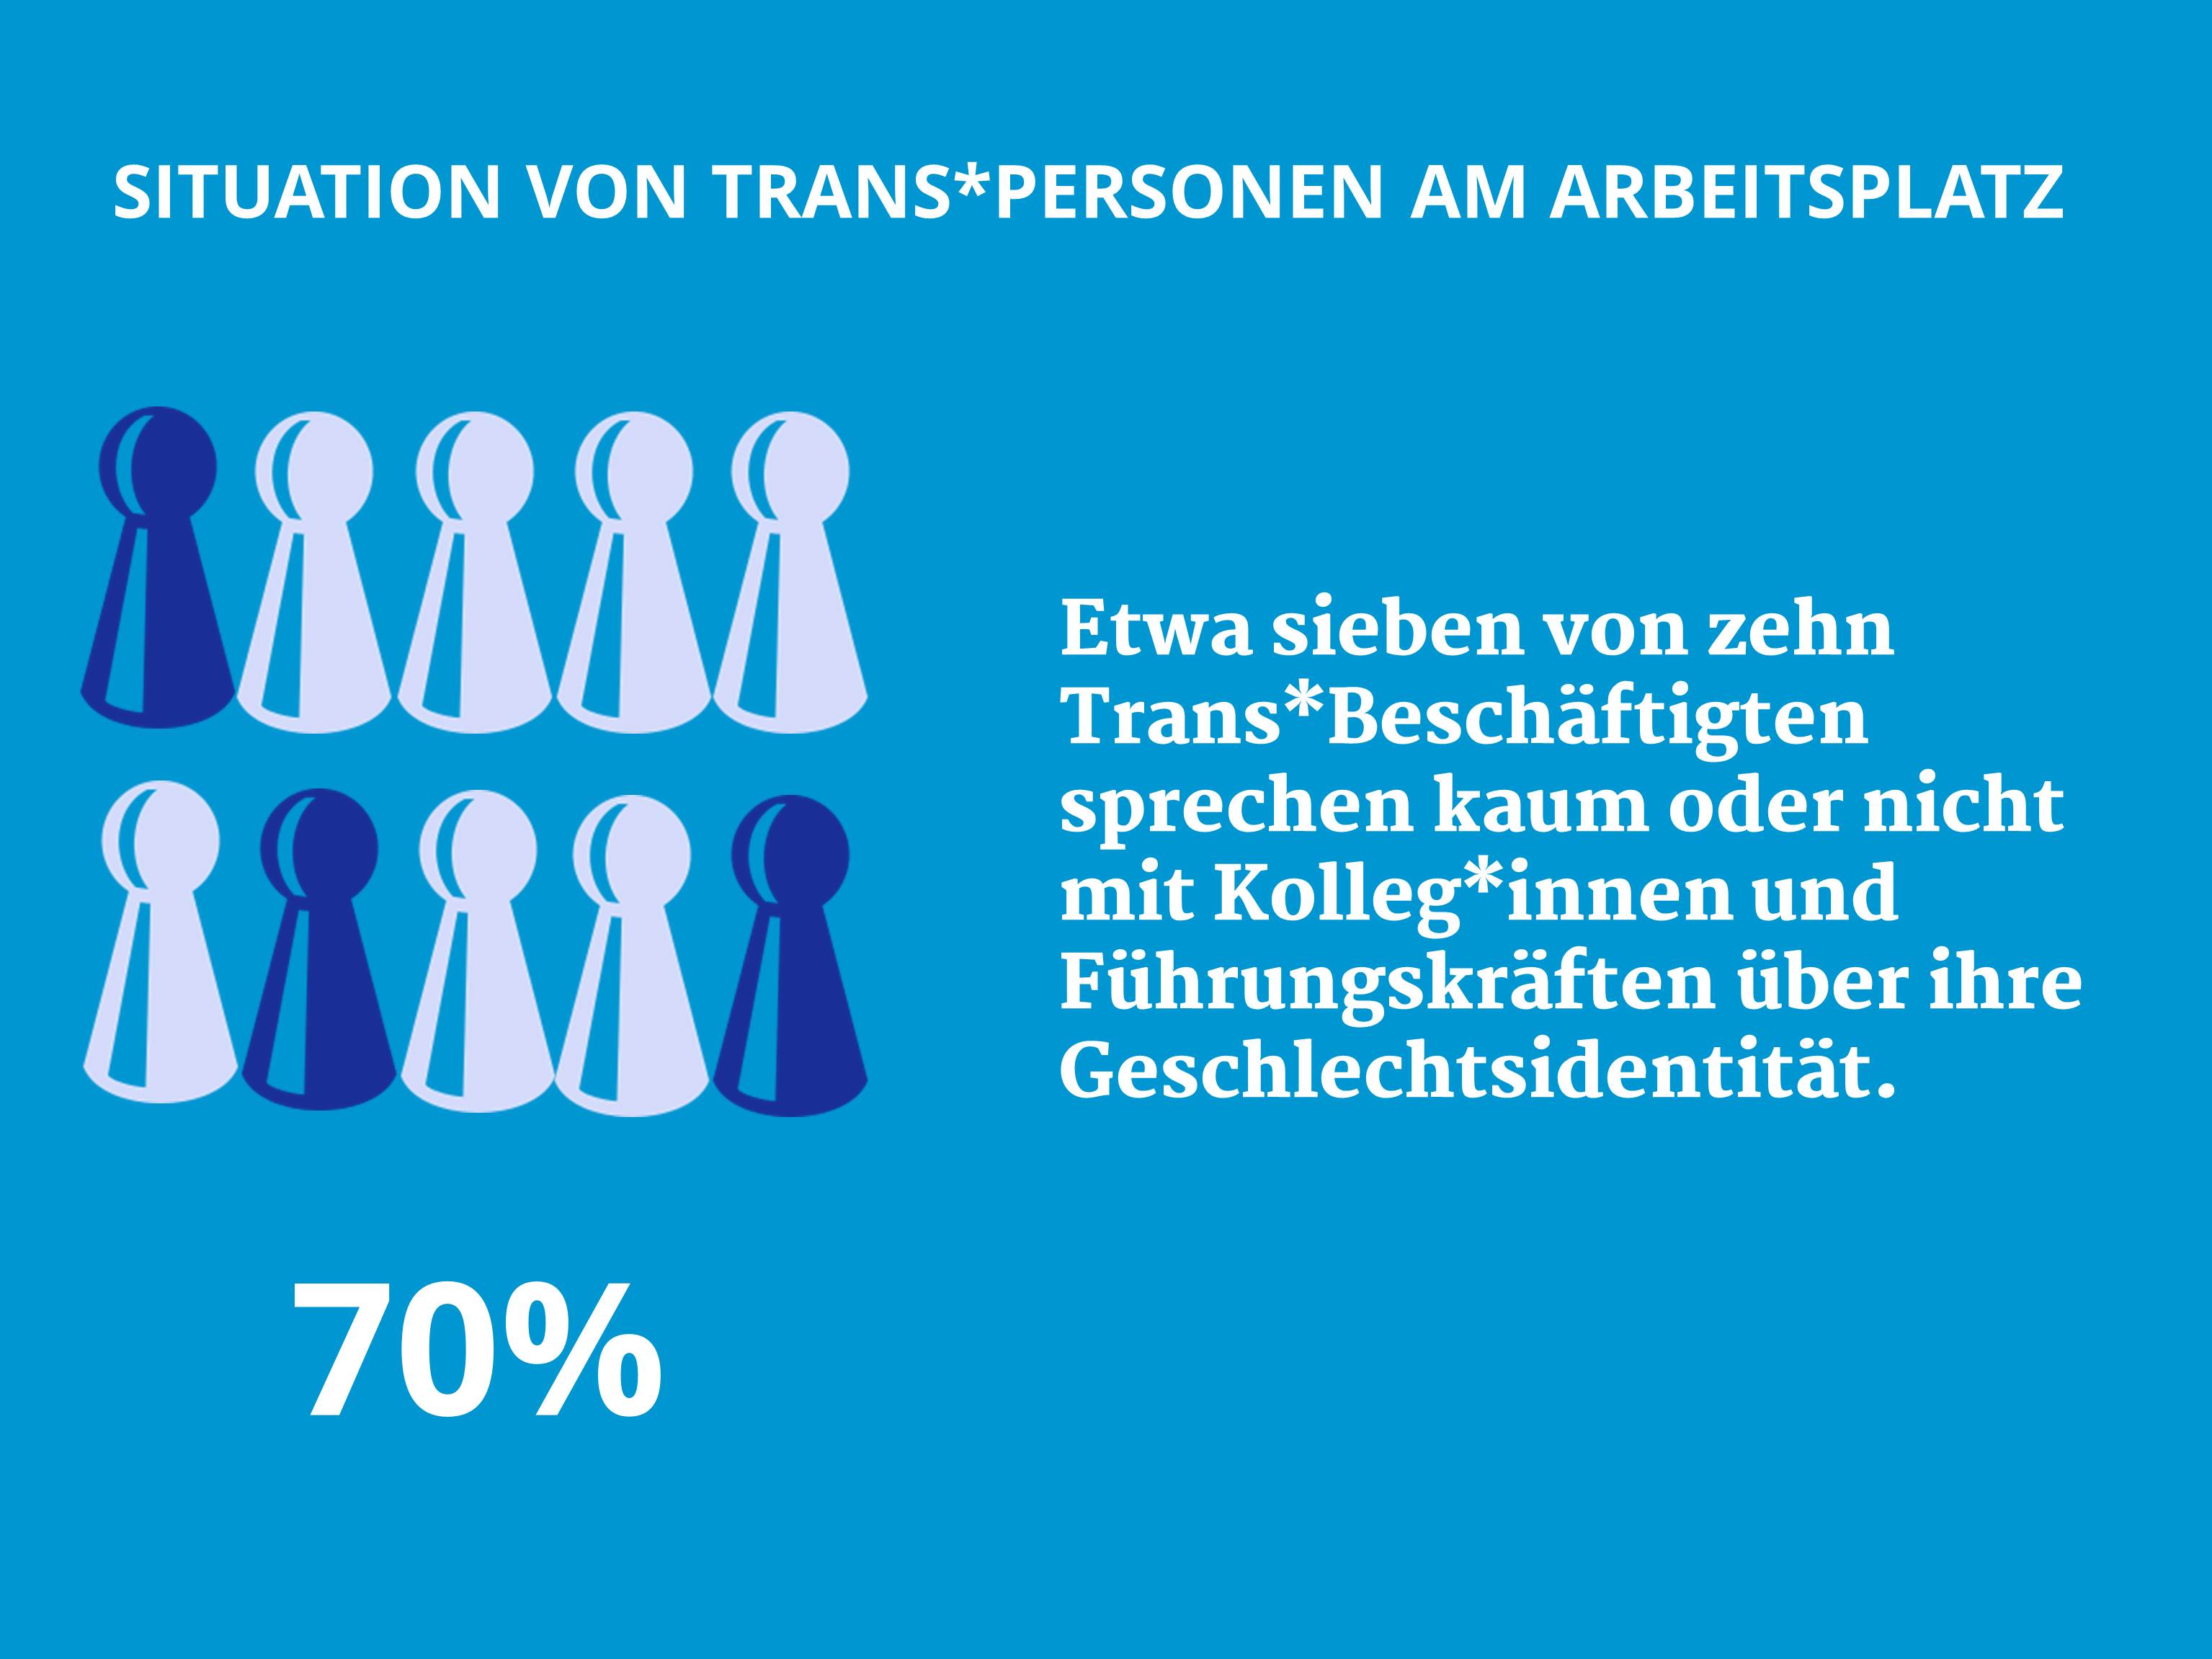 SITUATION VON TRANS*PERSONEN AM ARBEITSPLATZ
Etwa sieben von zehn
Trans*Beschäftigten
sprechen kaum oder nicht
mit Kolleg*innen und
Führungskräften über ihre
Geschlechtsidentität.
70%